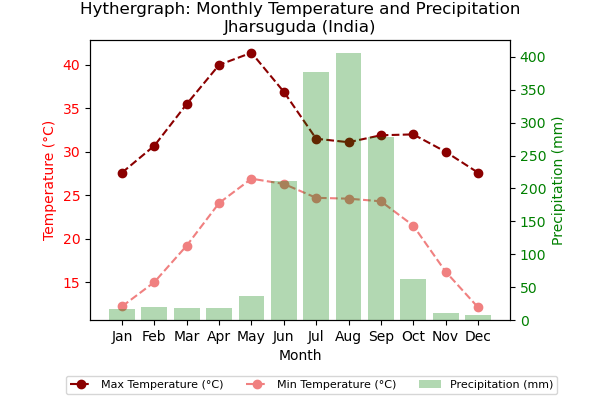 Hythergraph: Monthly Temperature and Precipitation
Jharsuguda (India)
Temperature (°C)
40
35
30
25
20
15
Precipitation (mm)
400
350
300
250
200
150
100
50
0
Jan Feb Mar Apr May Jun Jul Aug Sep Oct Nov Dec
Month
Max Temperature (°C) Min Temperature (°C) Precipitation (mm)